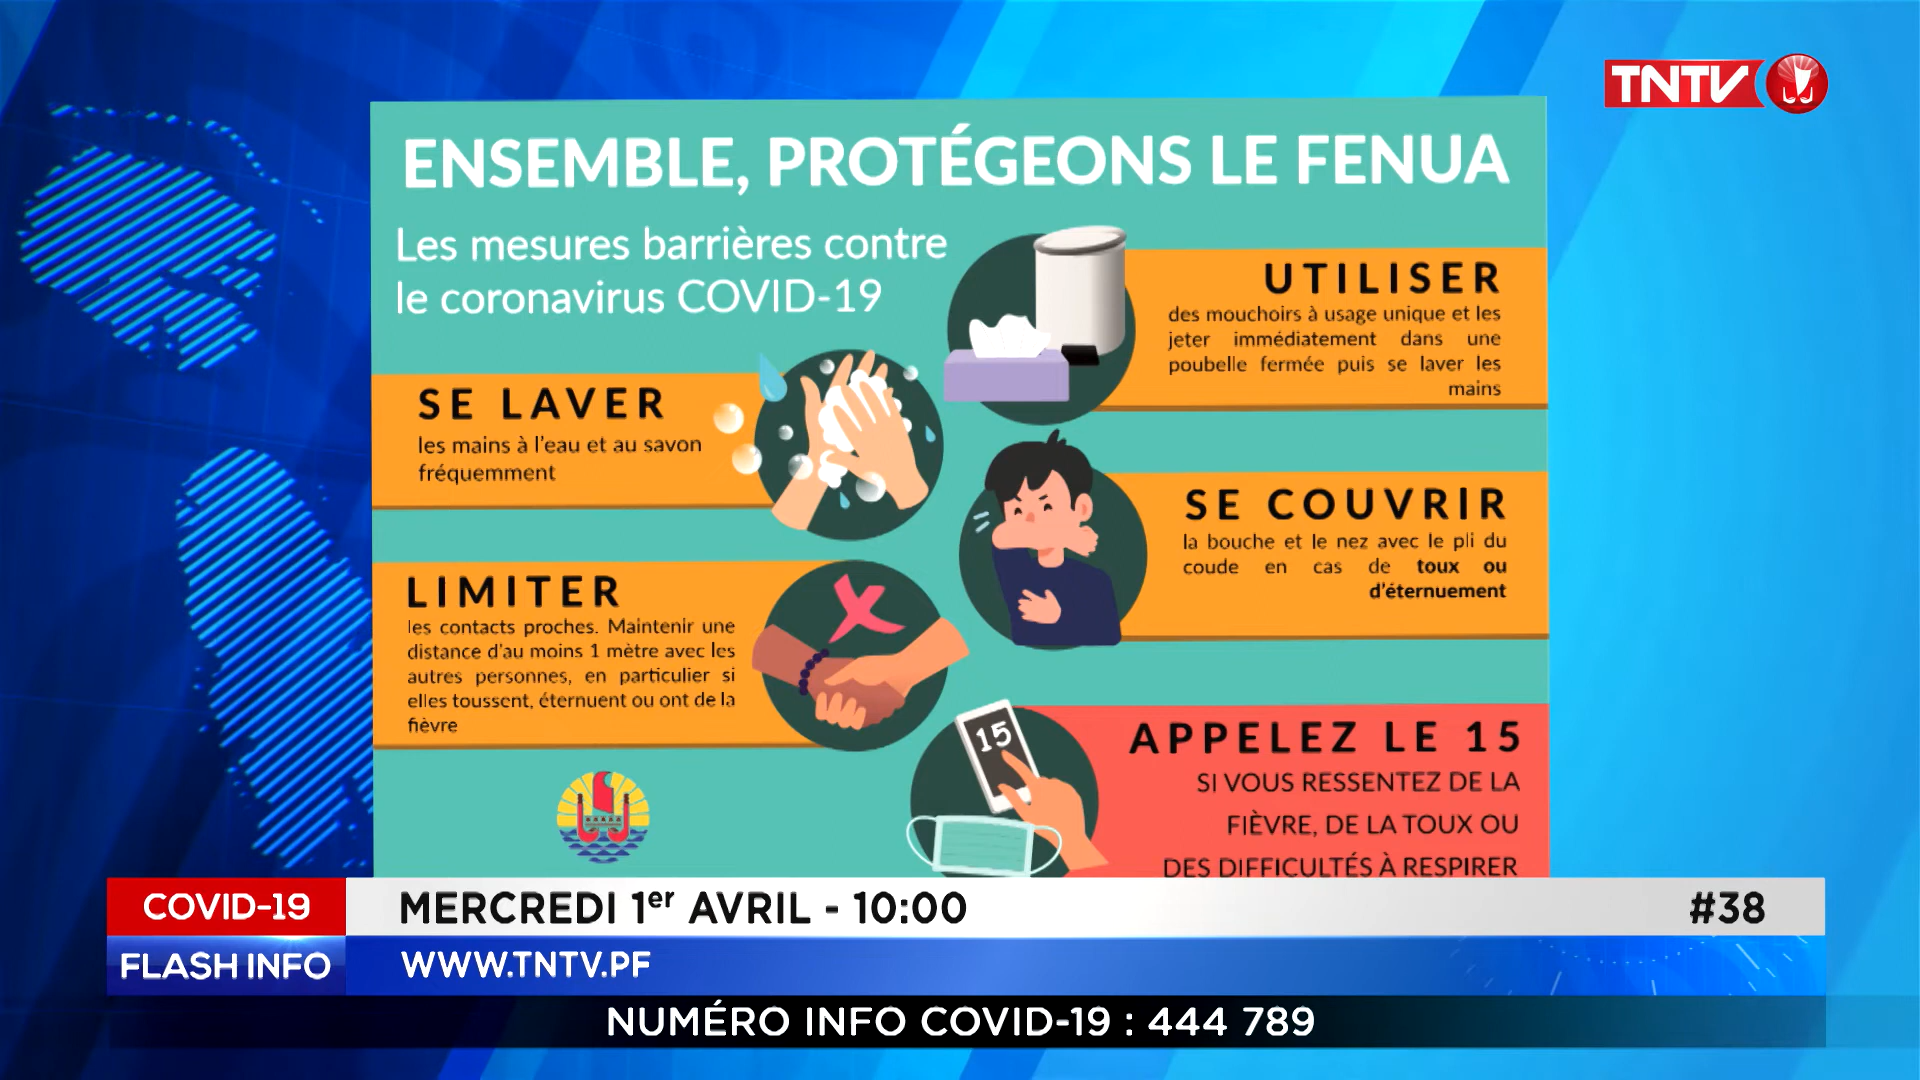 TNTV
ENSEMBLE, PROTÉGEONS LE FENUA
Les mesures barrières contre
le coronavirus COVID-19
UTILISER
des mouchoirs à usage unique et les
jeter immédiatement dans une
poubelle fermée puis se laver les
mains
SE LAVER
les mains à l'eau et au savon
fréquemment
SE COUVRIR
la bouche et le nez avec le pli du
coude en cas de toux ou
d'éternuement
LIMITER
les contacts proches. Maintenir une
distance d'au moins 1 mètre avec les
autres personnes, en particulier si
elles toussent, éternuent ou ont de la
fièvre
15
APPELEZ LE 15
SI VOUS RESSENTEZ DE LA
FIÈVRE, DE LA TOUX OU
DES DIFFICULTÉS À RESPIRER
COVID-19
MERCREDI 1er AVRIL - 10:00
#38
FLASH INFO
WWW.TNTV.PF
NUMÉRO INFO COVID-19 : 444 789